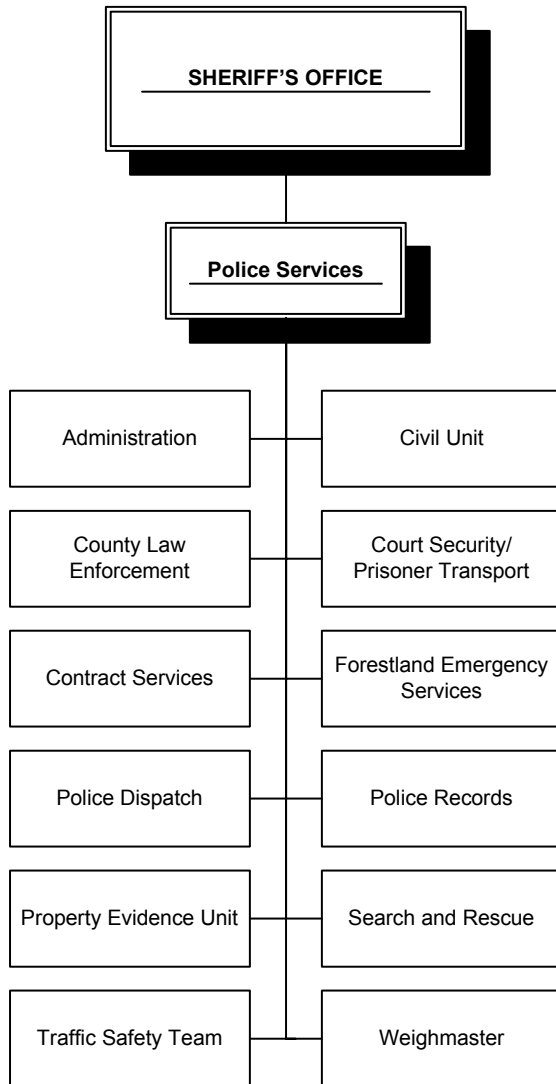 SHERIFF'S OFFICE
Police Services
Administration
Civil Unit
County Law
Enforcement
Court Security/
Prisoner Transport
Contract Services
Forestland Emergency
Services
Police Dispatch
Police Records
Property Evidence Unit
Search and Rescue
Traffic Safety Team
Weighmaster